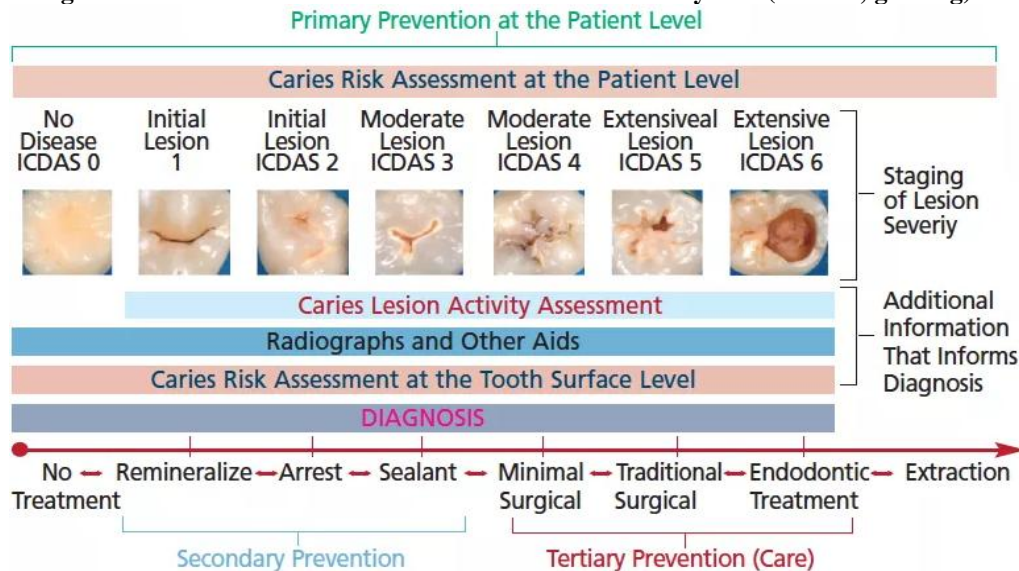 Primary Prevention at the Patient Level
Caries Risk Assessment at the Patient Level
No Disease ICDAS 0
Initial Lesion 1
Initial Lesion ICDAS 2
Moderate Lesion ICDAS 3
Moderate Lesion ICDAS 4
Extensiveal Lesion ICDAS 5
Extensive Lesion ICDAS 6
Staging of Lesion Severiy
Caries Lesion Activity Assessment
Radiographs and Other Aids
Caries Risk Assessment at the Tooth Surface Level
Additional Information That Informs Diagnosis
DIAGNOSIS
No Treatment
Remineralize
Arrest
Sealant
Minimal Surgical
Traditional Surgical
Endodontic Treatment
Extraction
Secondary Prevention
Tertiary Prevention (Care)